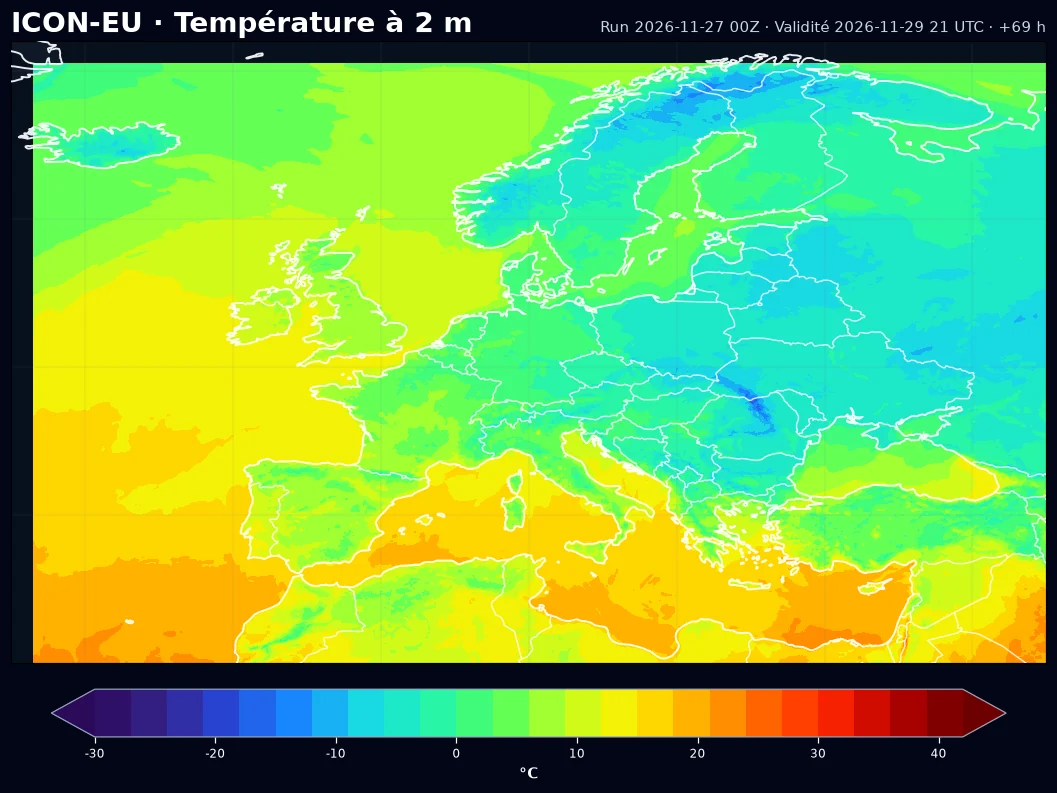 ICON-EU · Température à 2 m
Run 2026-11-27 00Z · Validité 2026-11-29 21 UTC · +69 h
-30 -20 -10 0 10 20 30 40
°C